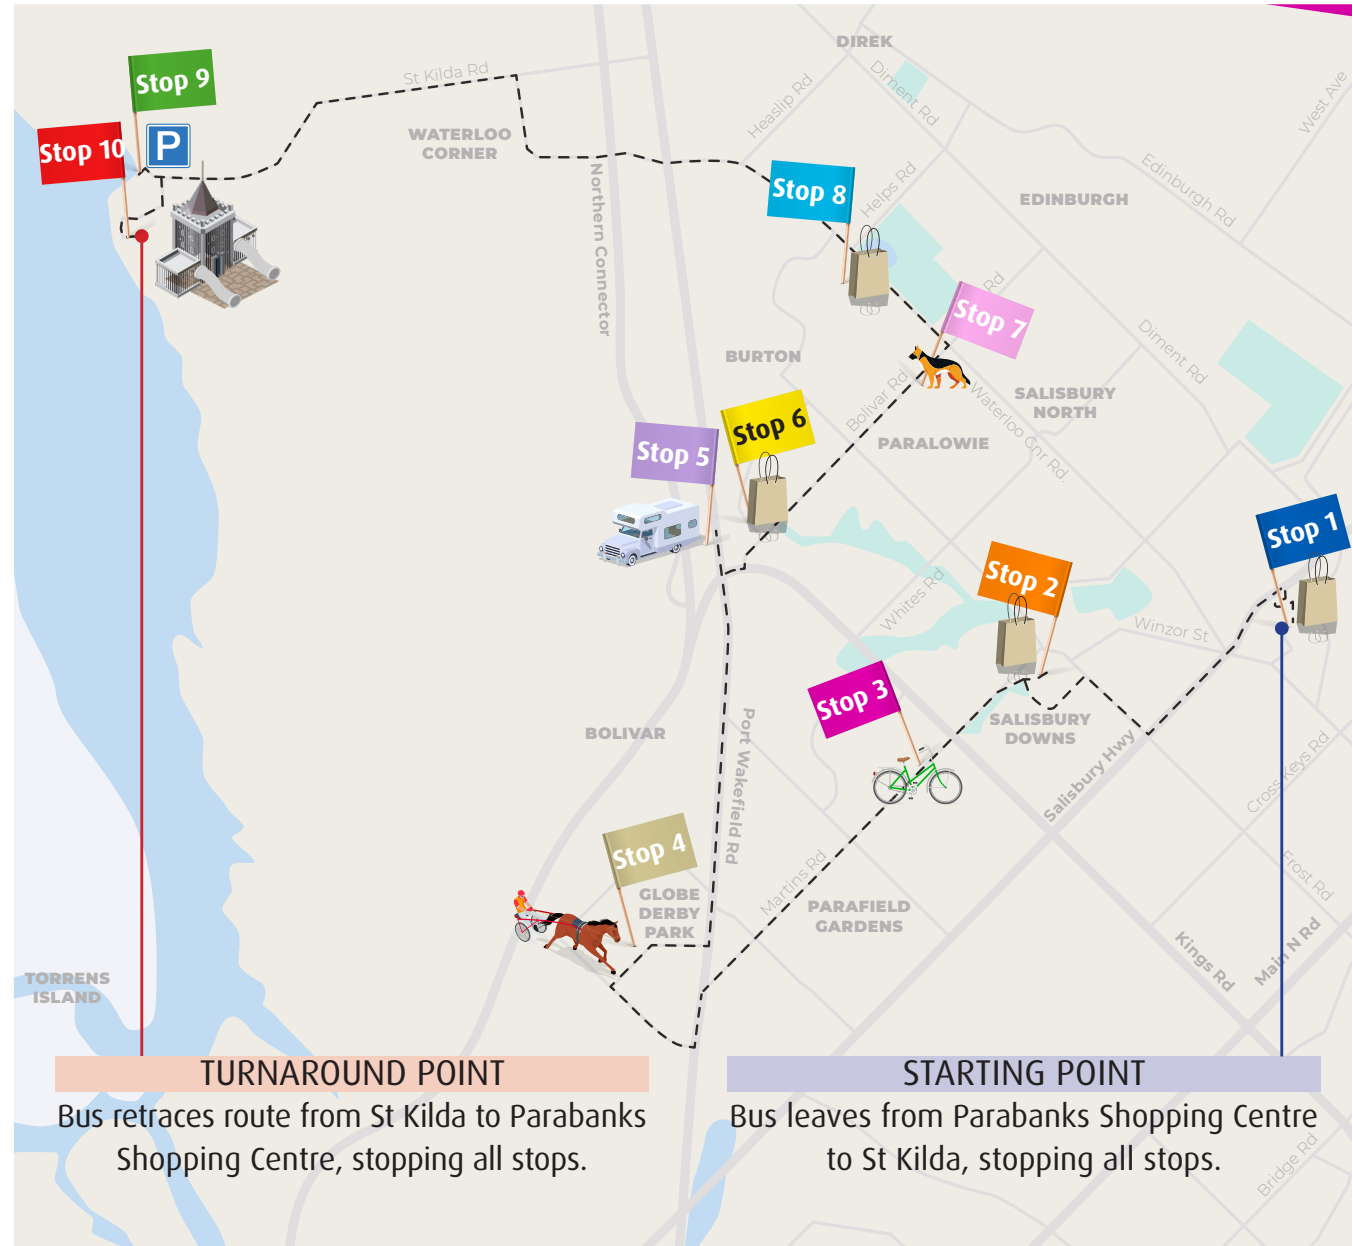 DIREK
Stop 9
St Kilda Rd
Diment Rd
Heaslip Rd
West Ave
Stop 10
P
WATERLOO
CORNER
Edinburgh Rd
Stop 8
Helps Rd
EDINBURGH
Northern Connector
Rd
Stop 7
BURTON
Diment Rd
Bolivar Rd
Waterloo Cnr Rd.
SALISBURY
NORTH
Stop 6
PARALOWIE
Stop 5
Stop 1
Stop 2
Whites Rd
Winzor St
Stop 3
BOLIVAR
SALISBURY
DOWNS
Port Wakefield Rd
Salisbury Hwy
Cross Keys Rd
Stop 4
Martins Rd
Frost Rd
GLOBE
DERBY
PARK
PARAFIELD
GARDENS
Kings Rd
Main N Rd
TORRENS
ISLAND
TURNAROUND POINT
Bus retraces route from St Kilda to Parabanks
Shopping Centre, stopping all stops.
STARTING POINT
Bus leaves from Parabanks Shopping Centre
to St Kilda, stopping all stops.
Bridge Rd